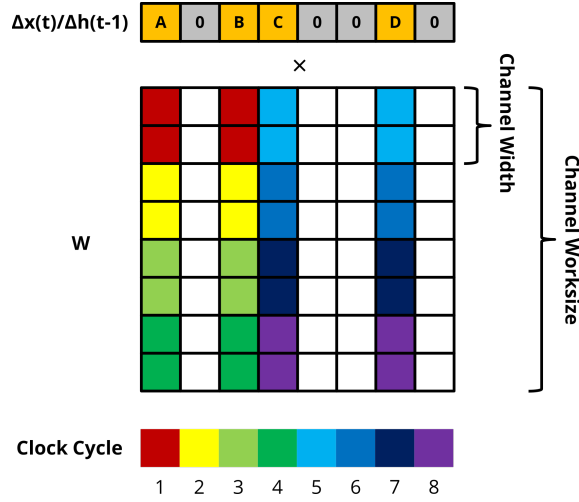 Δx(t)/Δh(t-1) A 0 B C 0 0 D 0
×
Channel Width
Channel Worksize
W
Clock Cycle
1 2 3 4 5 6 7 8